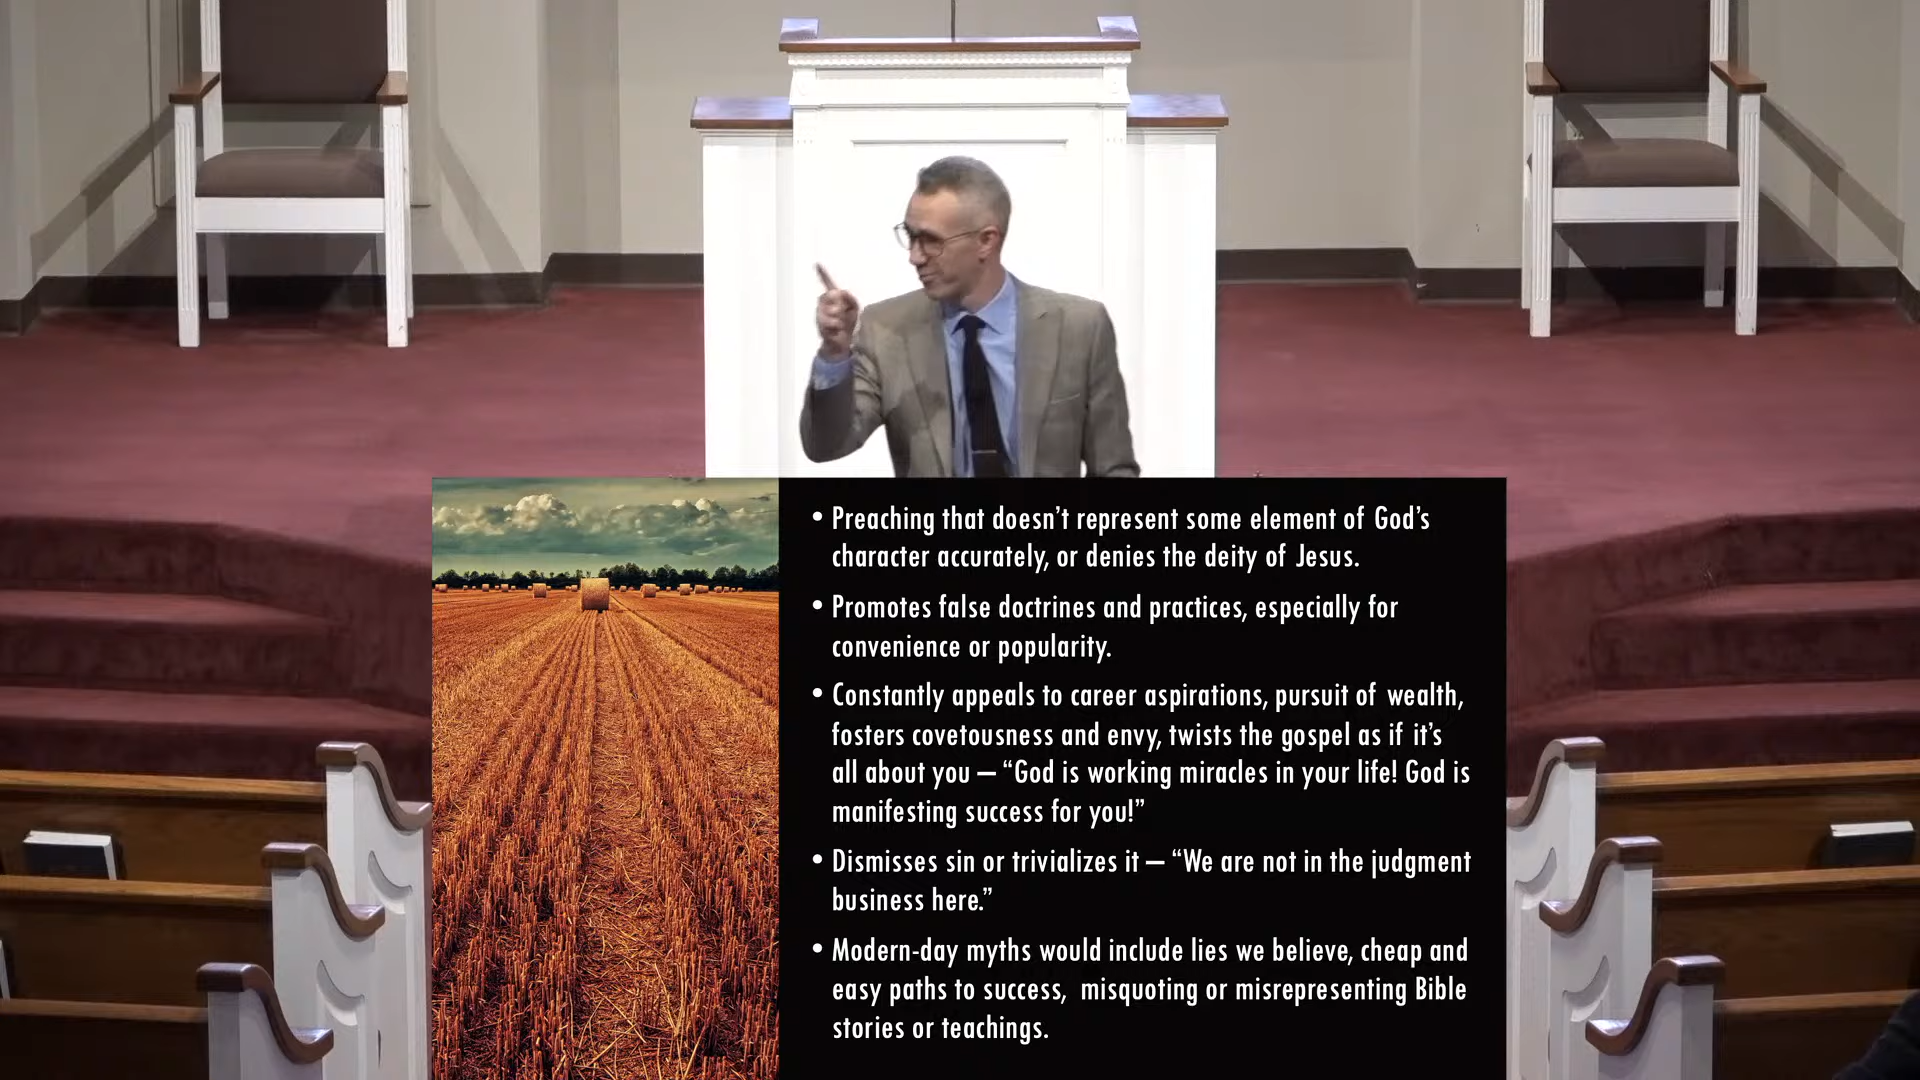 • Preaching that doesn’t represent some element of God’s
character accurately, or denies the deity of Jesus.
• Promotes false doctrines and practices, especially for
convenience or popularity.
• Constantly appeals to career aspirations, pursuit of wealth,
fosters covetousness and envy, twists the gospel as if it’s
all about you – “God is working miracles in your life! God is
manifesting success for you!”
• Dismisses sin or trivializes it – “We are not in the judgment
business here.”
• Modern-day myths would include lies we believe, cheap and
easy paths to success, misquoting or misrepresenting Bible
stories or teachings.